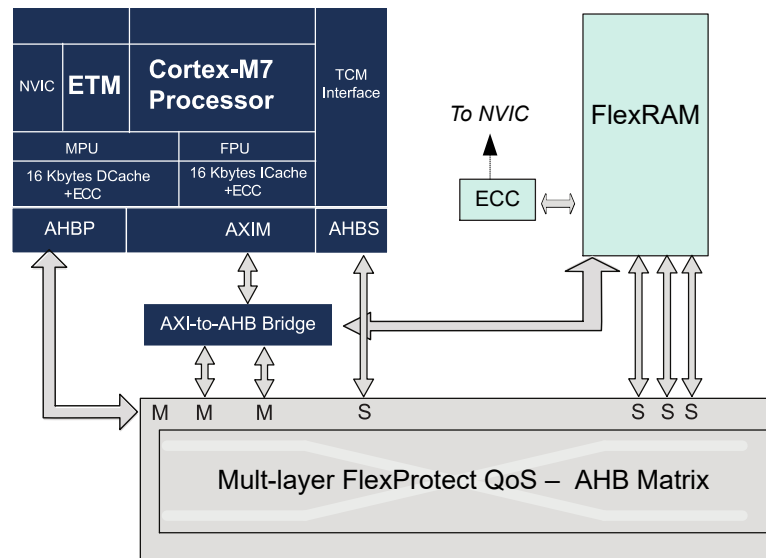 NVIC
ETM
Cortex-M7
Processor
TCM
Interface
MPU
FPU
16 Kbytes DCache
+ECC
16 Kbytes ICache
+ECC
AHBP
AXIM
AHBS
To NVIC
ECC
FlexRAM
AXI-to-AHB Bridge
M M M S S S S
Mult-layer FlexProtect QoS – AHB Matrix